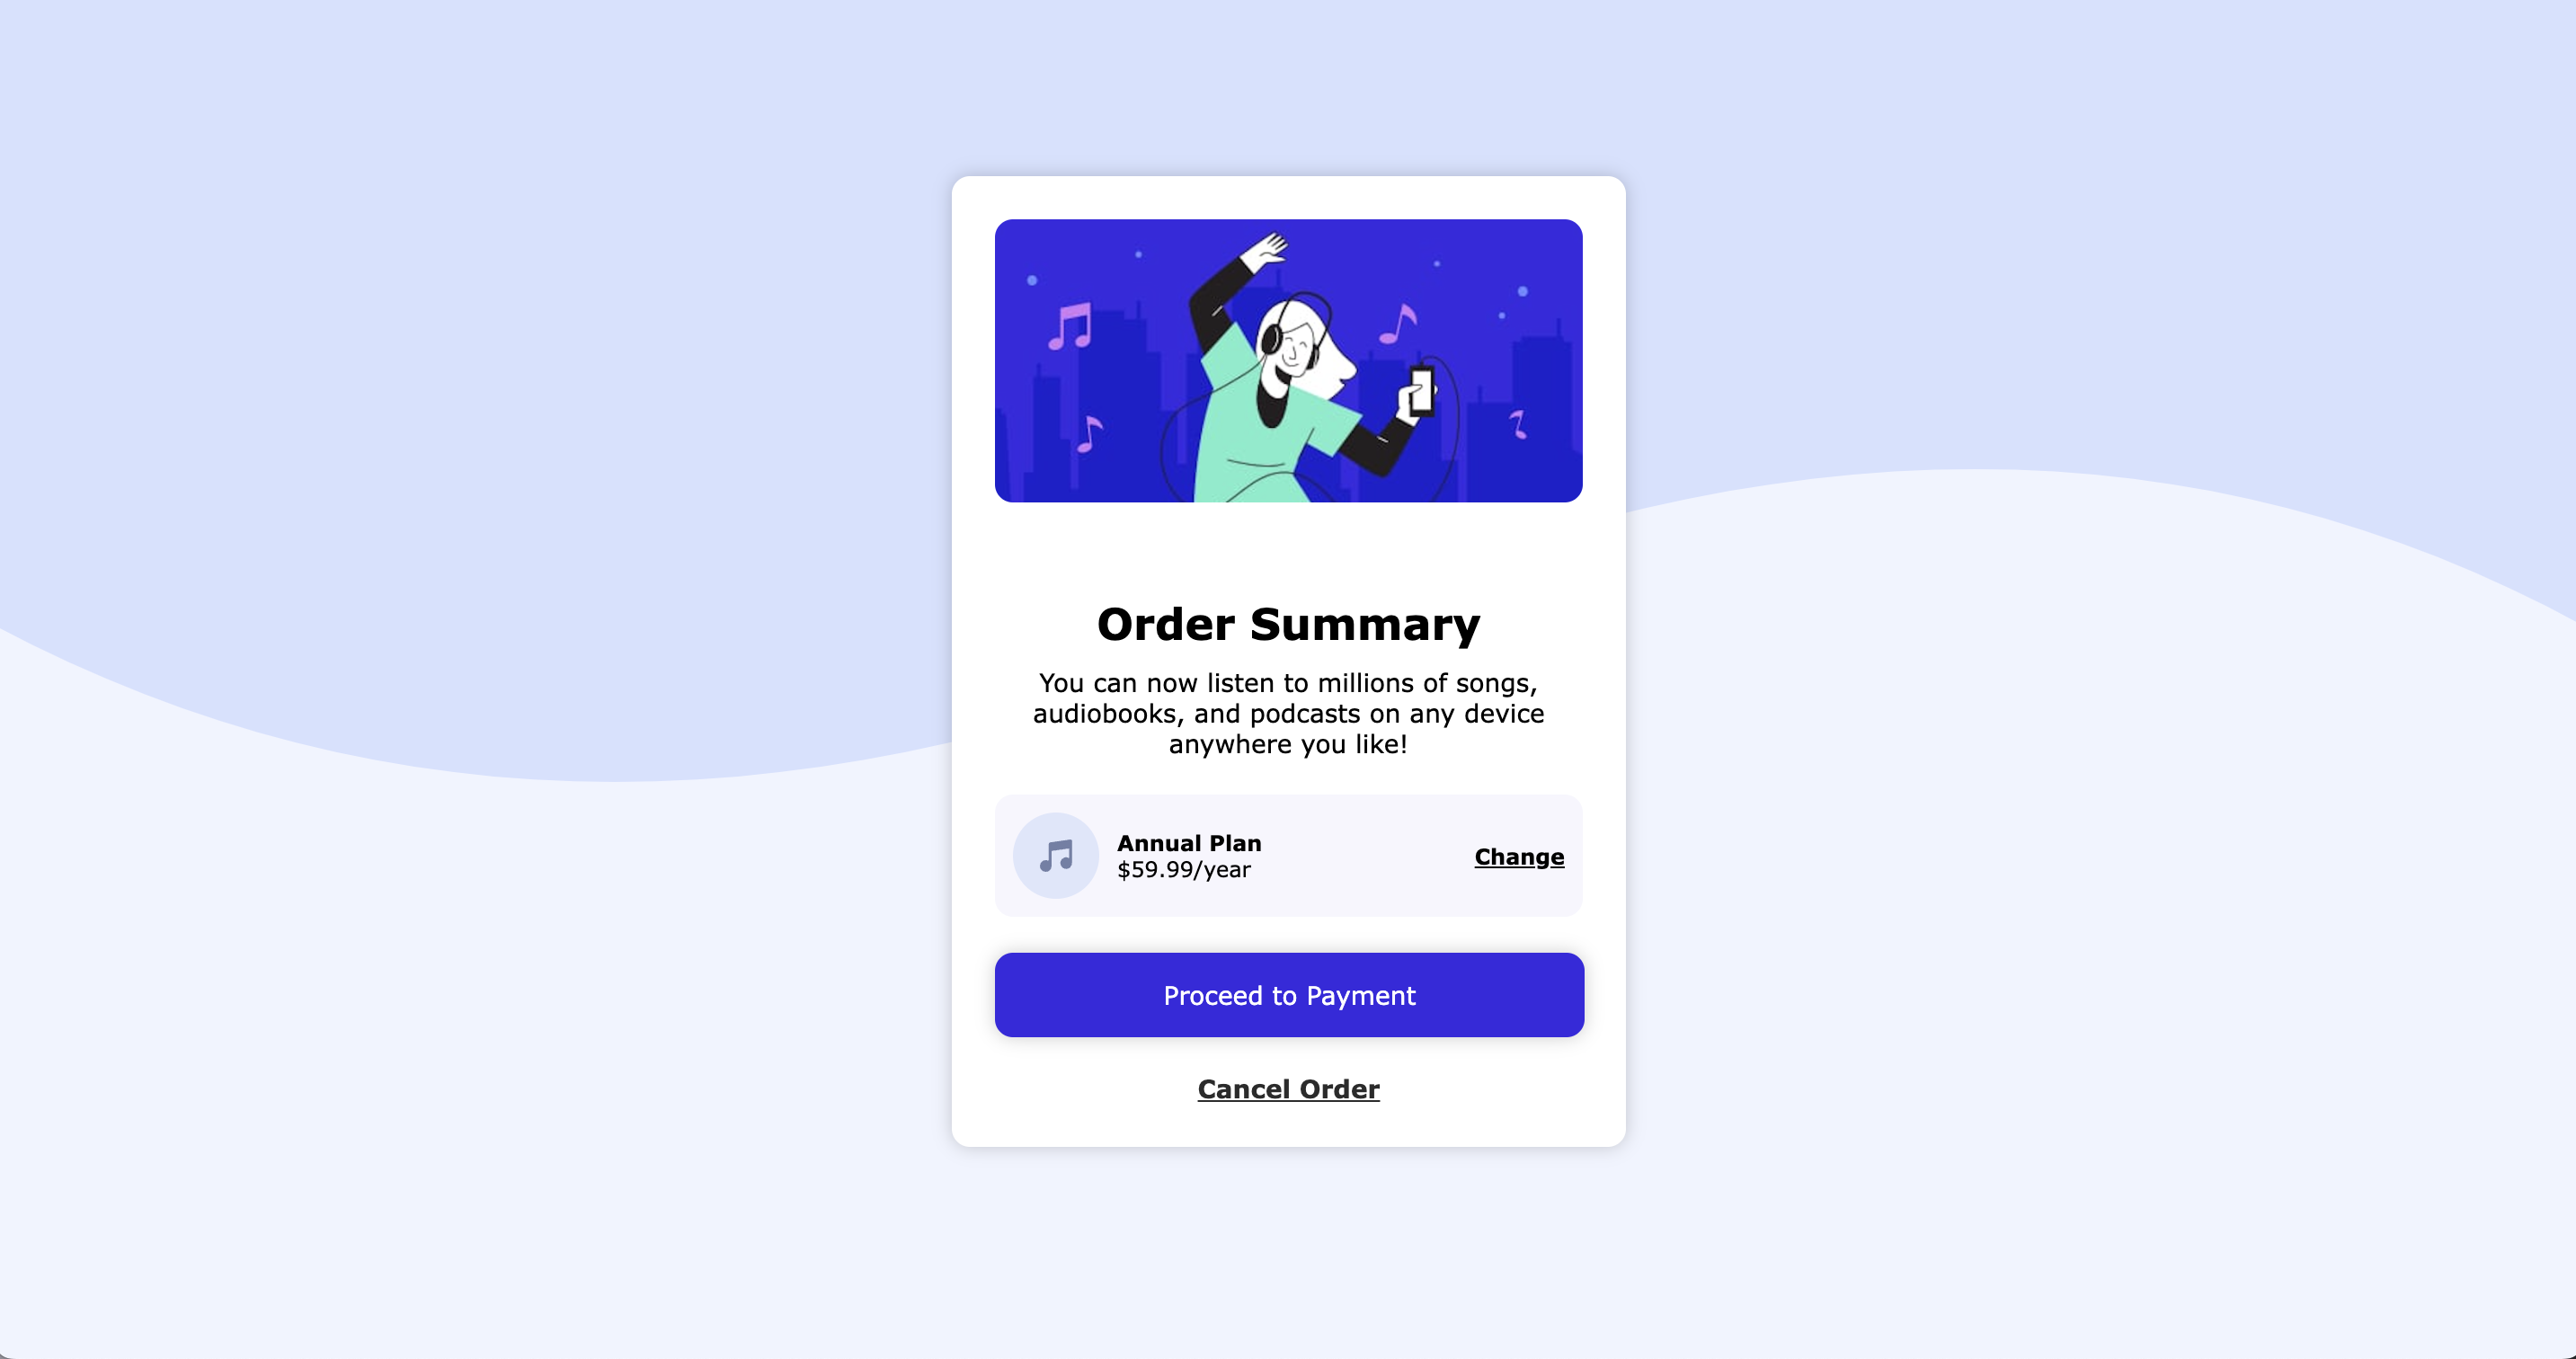 Order Summary
You can now listen to millions of songs,
audiobooks, and podcasts on any device
anywhere you like!
Annual Plan
$59.99/year
Change
Proceed to Payment
Cancel Order